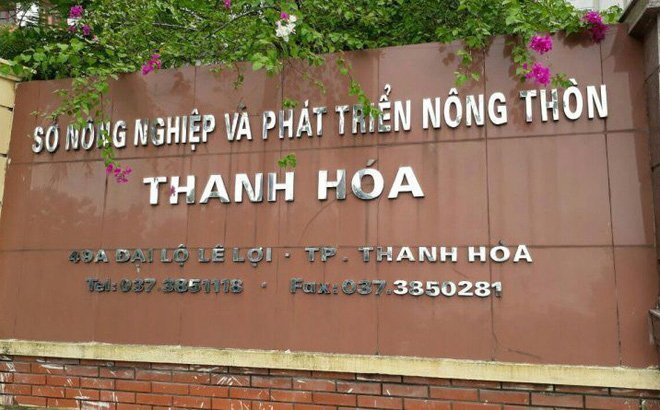 SỞ NÔNG NGHIỆP VÀ PHÁT TRIỂN NÔNG THÔN
THANH HÓA
49A ĐẠI LỘ LÊ LỢI - TP. THANH HÓA
Tel: 037.3851118 - Fax: 037.3850281